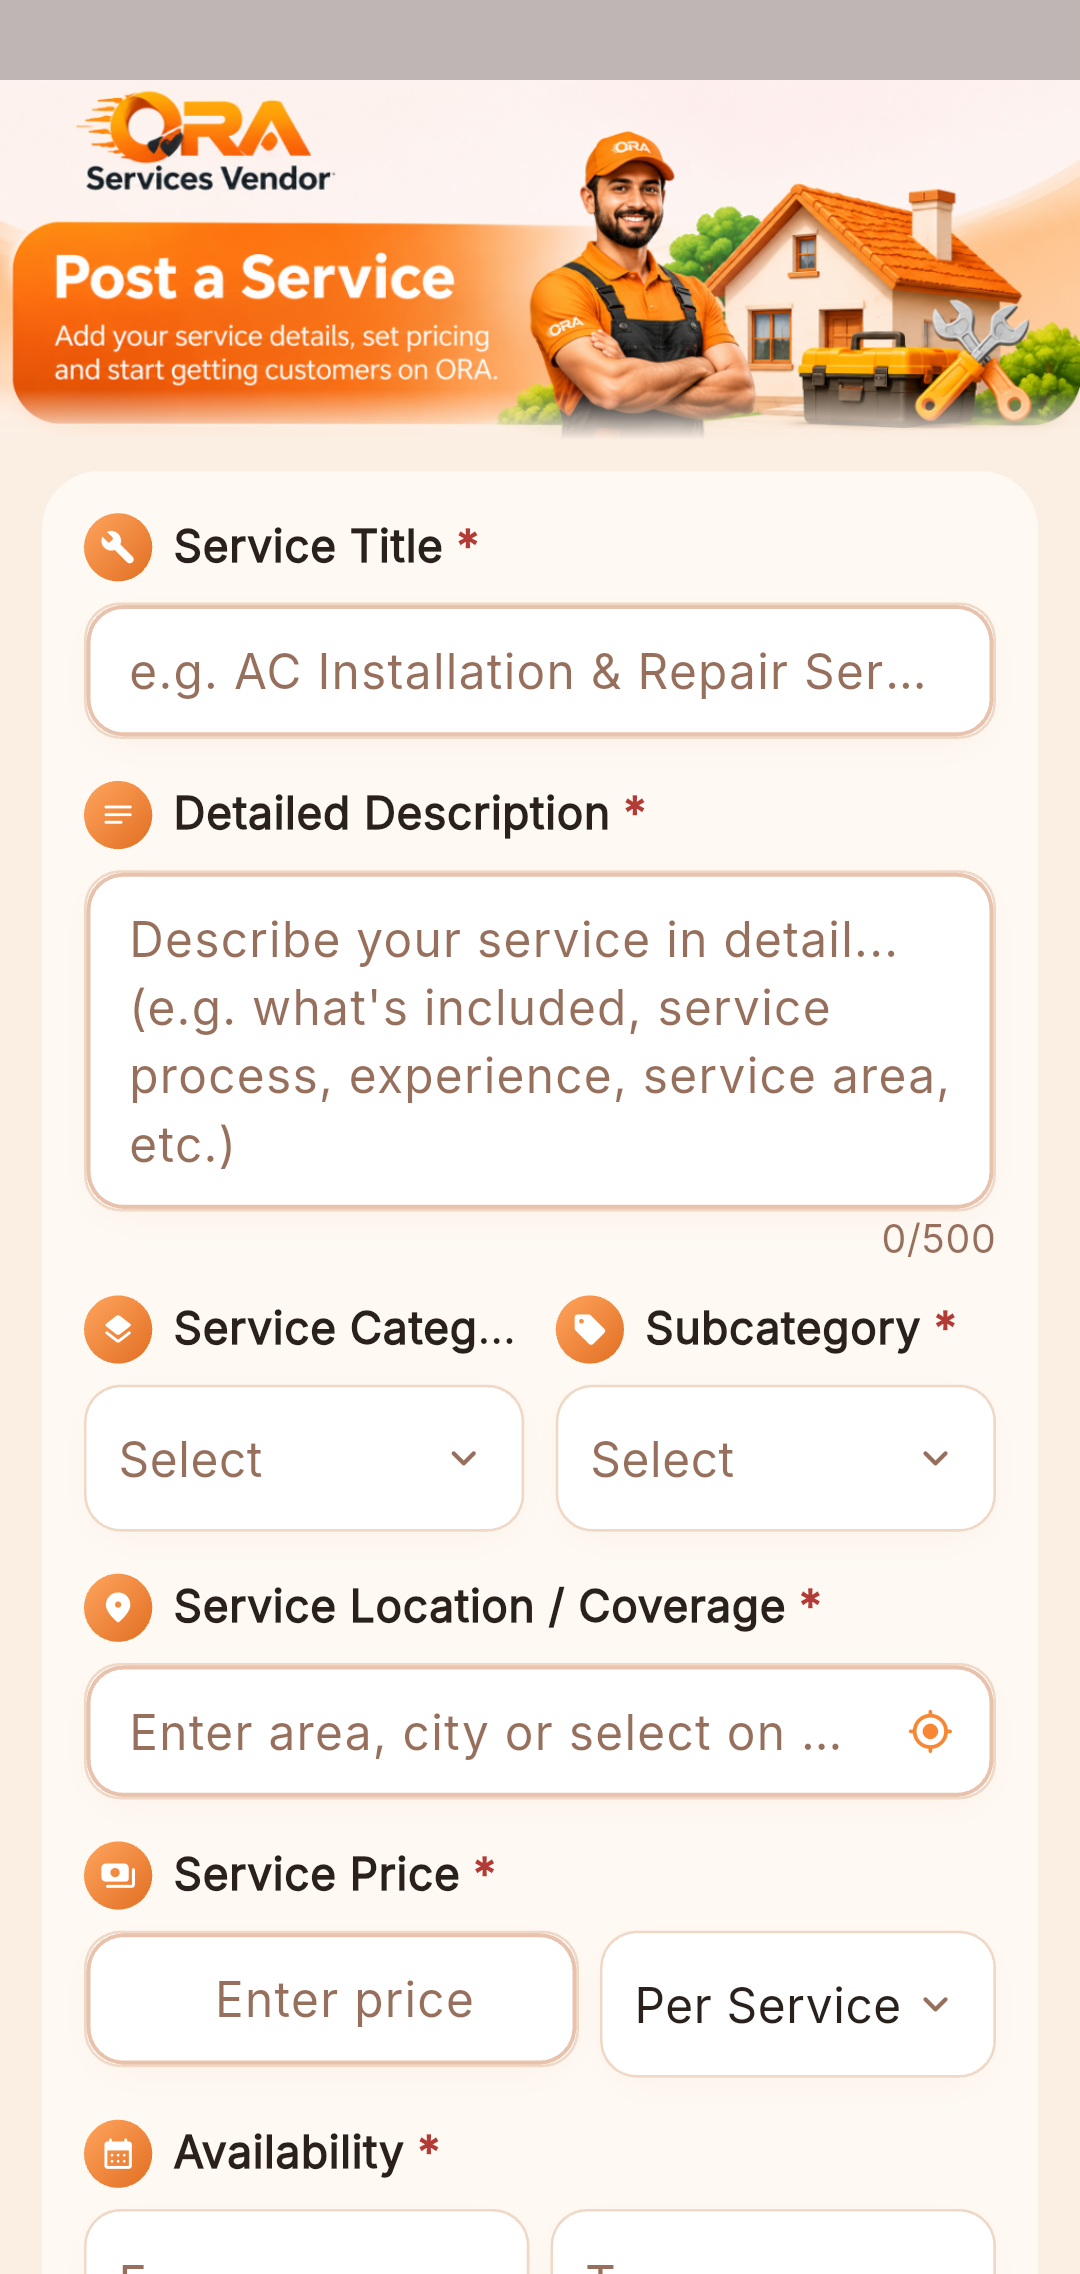 ORA
Services Vendor
ORA
ORA
Post a Service
Add your service details, set pricing
and start getting customers on ORA.
Service Title *
e.g. AC Installation & Repair Ser...
Detailed Description *
Describe your service in detail...
(e.g. what's included, service
process, experience, service area,
etc.)
0/500
Service Categ...
Subcategory *
Select
Select
Service Location / Coverage *
Enter area, city or select on ...
Service Price *
Enter price
Per Service
Availability *